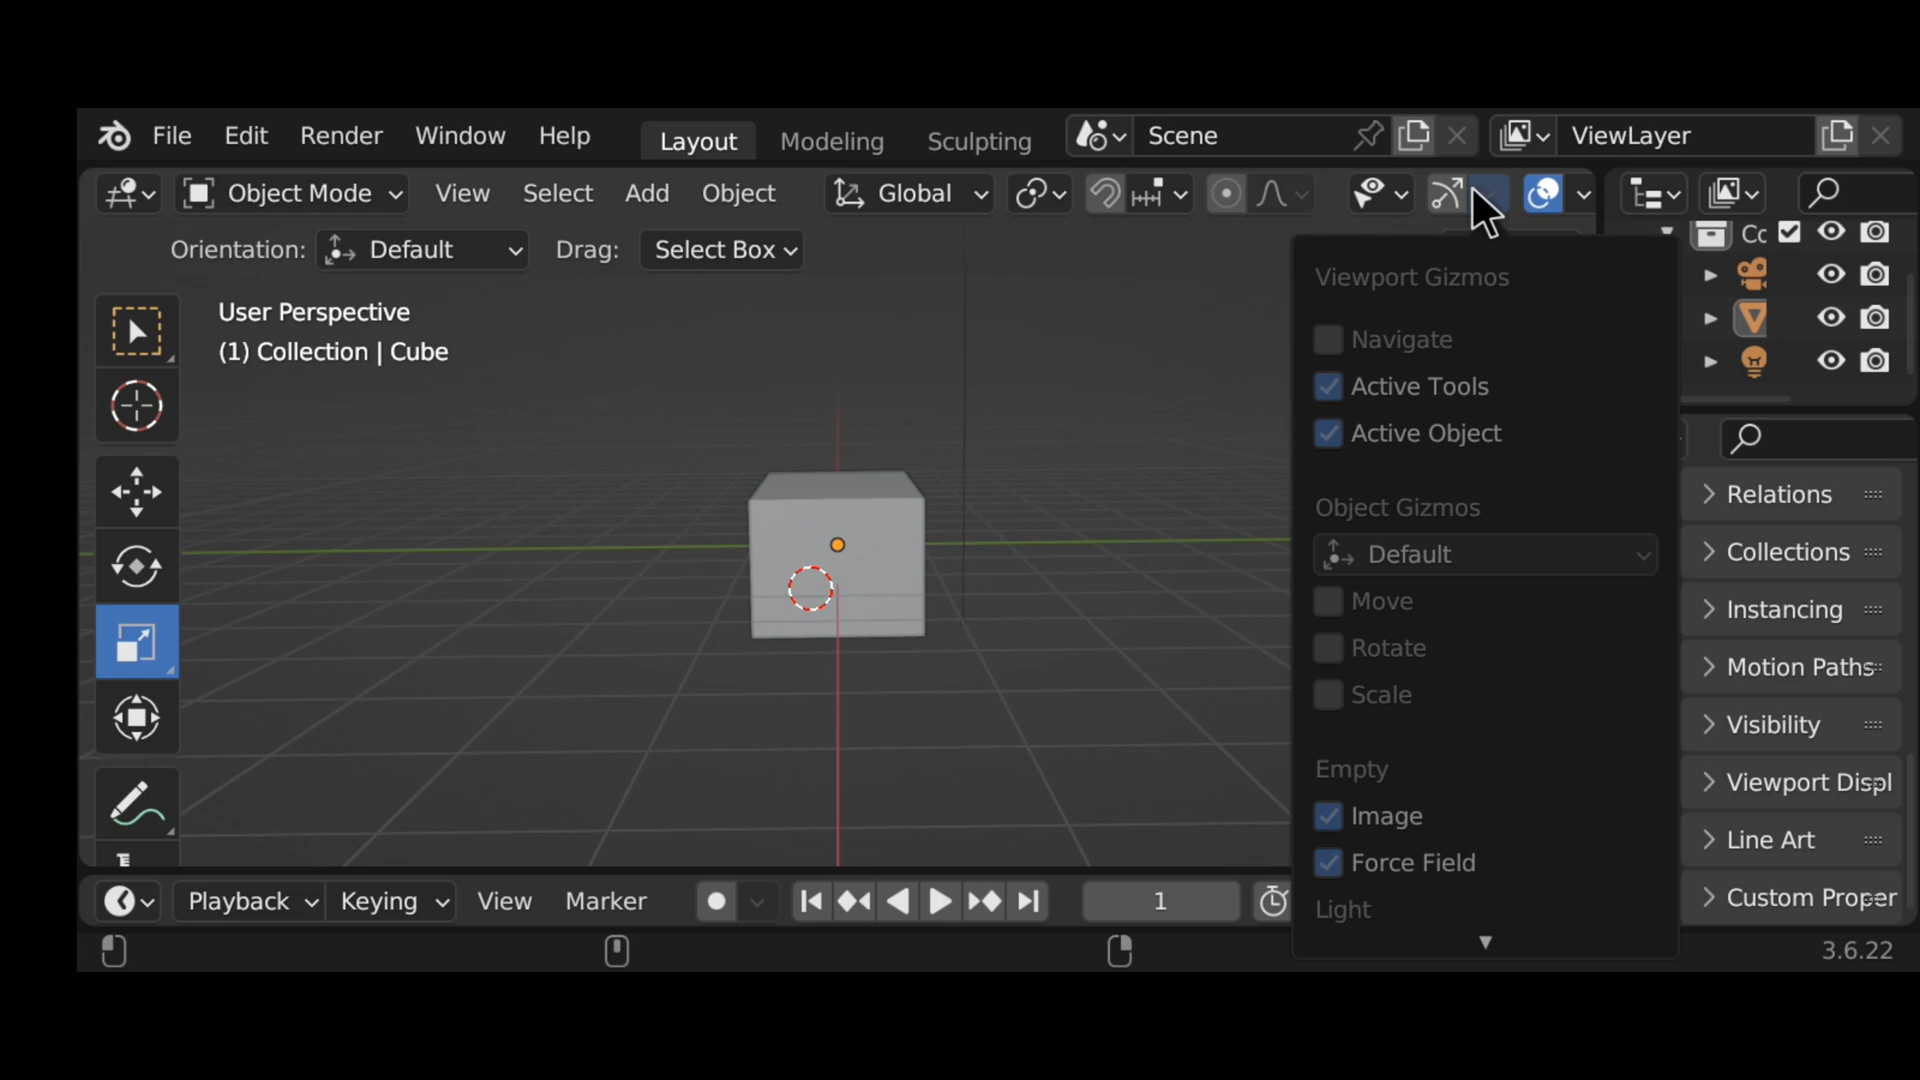 File Edit Render Window Help Layout Modeling Sculpting Scene ViewLayer
Object Mode View Select Add Object Global
Orientation: Default Drag: Select Box
User Perspective
(1) Collection | Cube
Viewport Gizmos
Navigate
Active Tools
Active Object
Object Gizmos
Default
Move
Rotate
Scale
Empty
Image
Force Field
Light
Cc
Relations
Collections
Instancing
Motion Paths
Visibility
Viewport Displ
Line Art
Custom Proper
Playback Keying View Marker 1
3.6.22